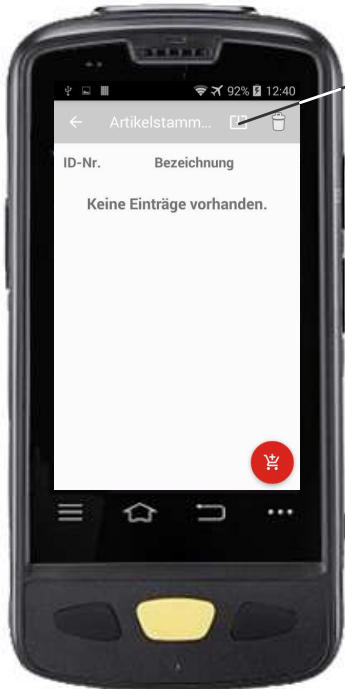 92% 12:40
Artikelstamm...
ID-Nr. Bezeichnung
Keine Einträge vorhanden.